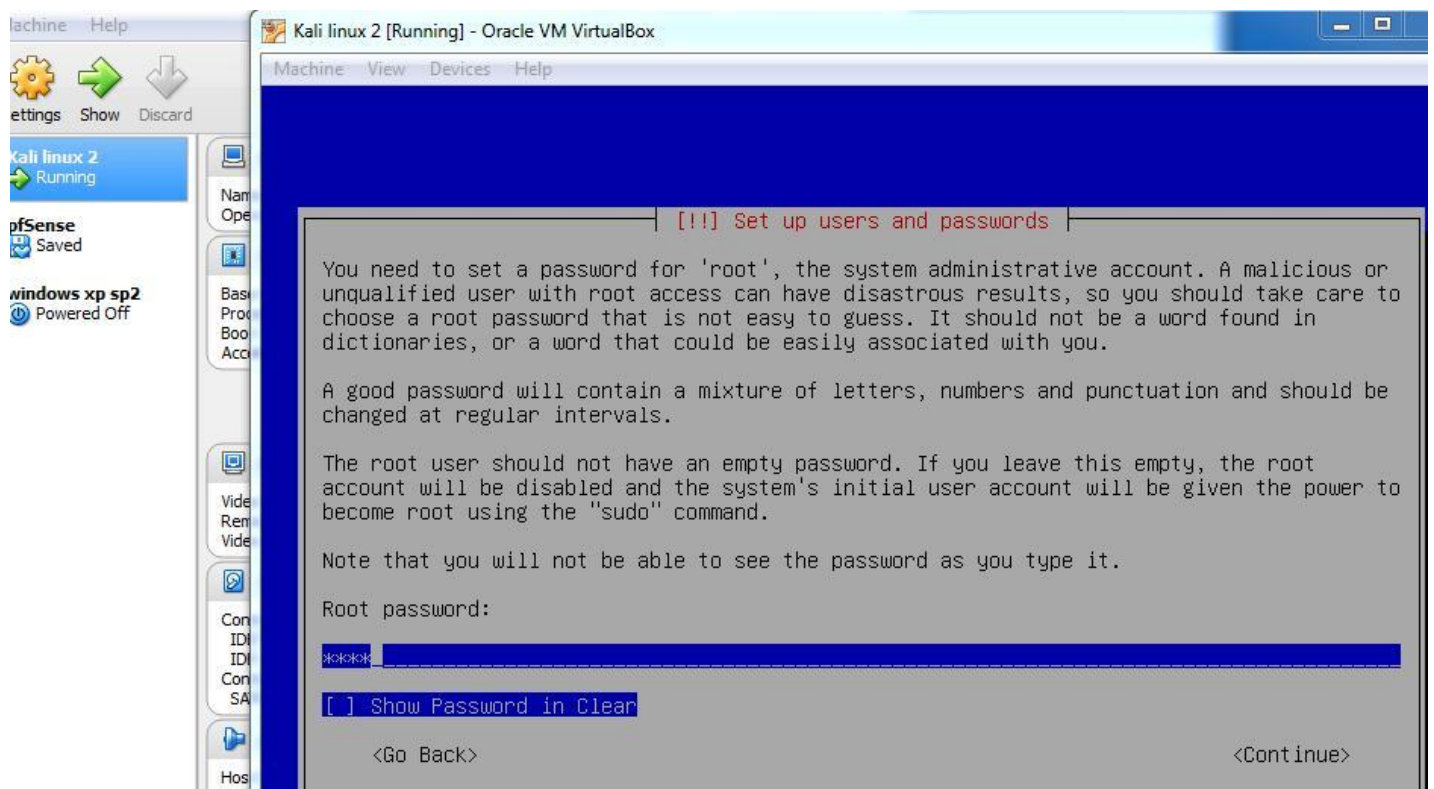 Machine Help
Kali linux 2 [Running] - Oracle VM VirtualBox
Machine View Devices Help
Settings Show Discard
Kali linux 2
Running
pfSense
Saved
windows xp sp2
Powered Off
[!!] Set up users and passwords
You need to set a password for 'root', the system administrative account. A malicious or
unqualified user with root access can have disastrous results, so you should take care to
choose a root password that is not easy to guess. It should not be a word found in
dictionaries, or a word that could be easily associated with you.
A good password will contain a mixture of letters, numbers and punctuation and should be
changed at regular intervals.
The root user should not have an empty password. If you leave this empty, the root
account will be disabled and the system's initial user account will be given the power to
become root using the "sudo" command.
Note that you will not be able to see the password as you type it.
Root password:
****
[ ] Show Password in Clear
<Go Back> <Continue>